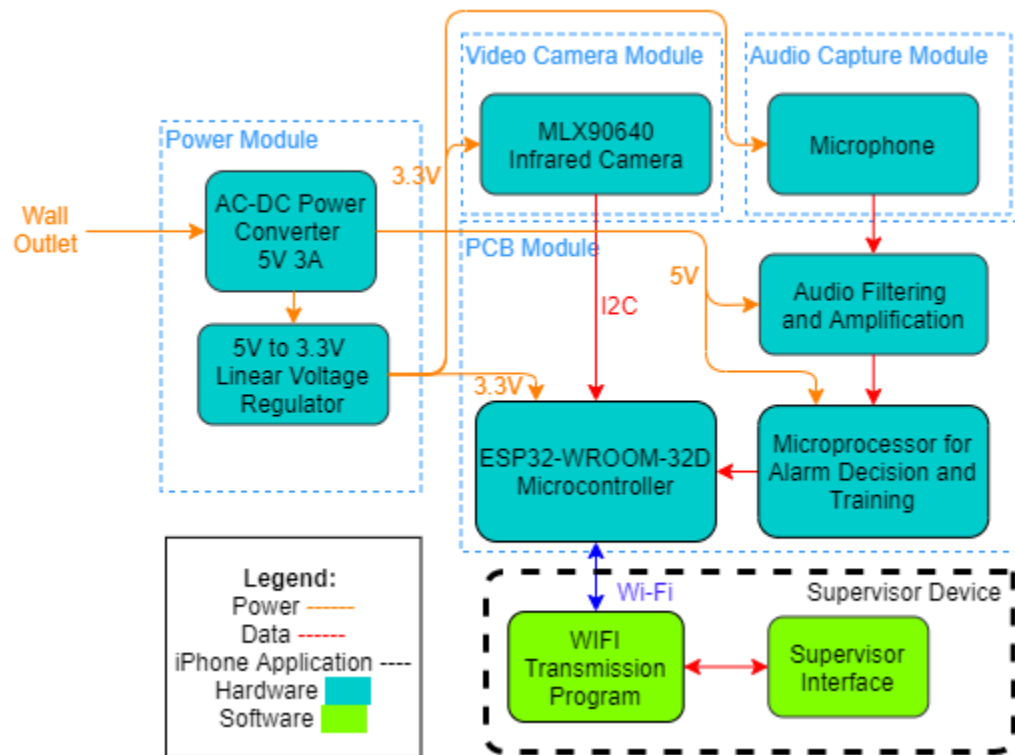 Video Camera Module
Audio Capture Module
MLX90640
Infrared Camera
Microphone
Power Module
3.3V
AC-DC Power
Converter
5V 3A
Wall
Outlet
PCB Module
5V
I2C
Audio Filtering
and Amplification
5V to 3.3V
Linear Voltage
Regulator
3.3V
ESP32-WROOM-32D
Microcontroller
Microprocessor for
Alarm Decision and
Training
Legend:
Power ------
Data ------
iPhone Application ----
Hardware
Software
Wi-Fi
Supervisor Device
WIFI
Transmission
Program
Supervisor
Interface